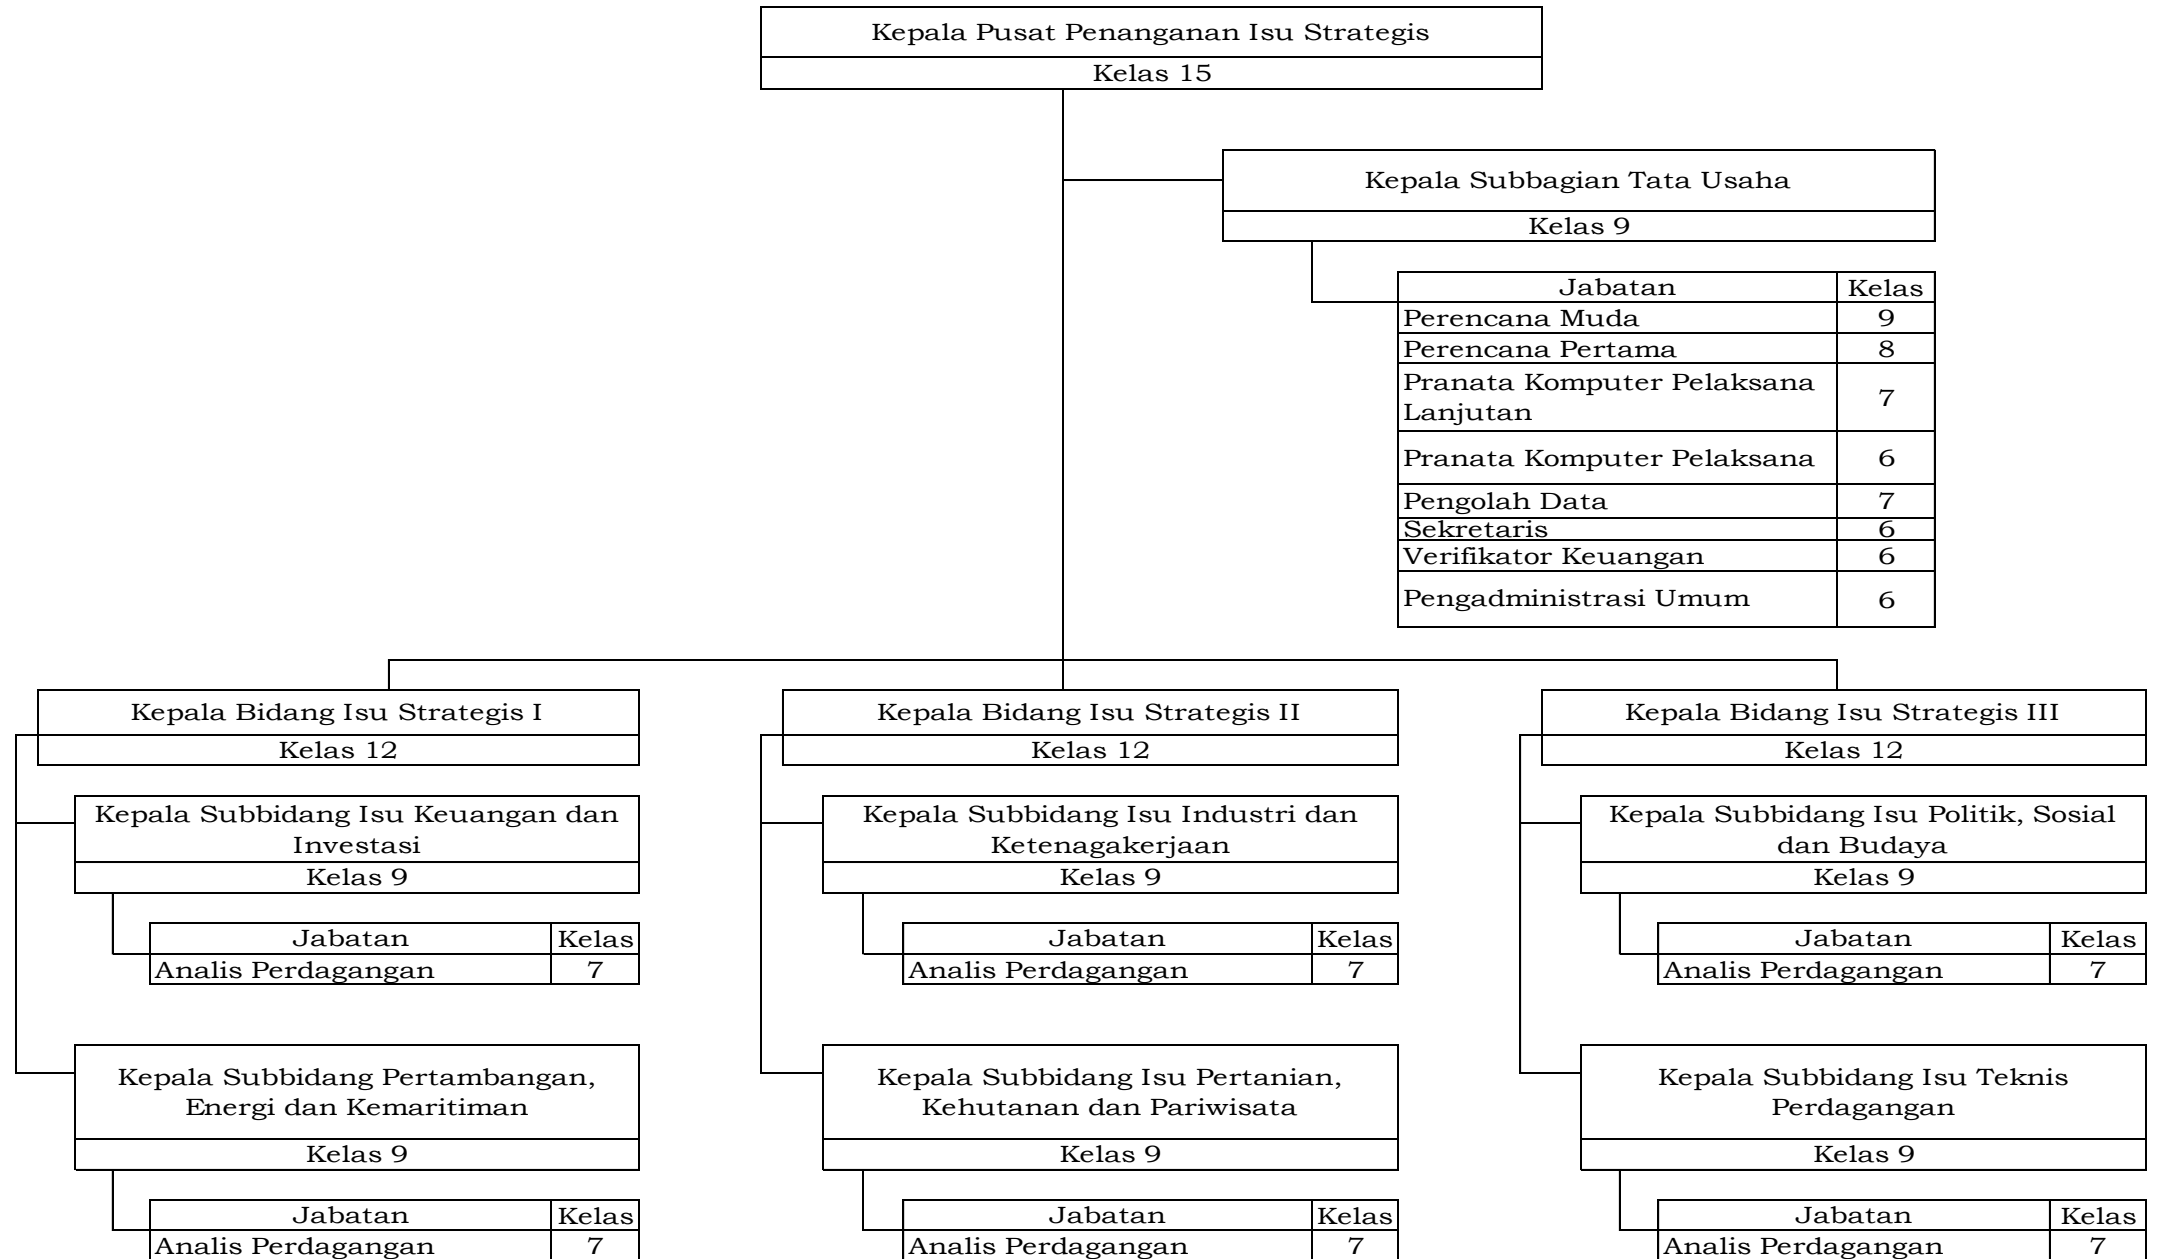 Kepala Pusat Penanganan Isu Strategis
Kelas 15
Kepala Subbagian Tata Usaha
Kelas 9
Jabatan Kelas
Perencana Muda 9
Perencana Pertama 8
Pranata Komputer Pelaksana
Lanjutan 7
Pranata Komputer Pelaksana 6
Pengolah Data 7
Sekretaris 6
Verifikator Keuangan 6
Pengadministrasi Umum 6
Kepala Bidang Isu Strategis I
Kelas 12
Kepala Subbidang Isu Keuangan dan
Investasi
Kelas 9
Jabatan Kelas
Analis Perdagangan 7
Kepala Subbidang Pertambangan,
Energi dan Kemaritiman
Kelas 9
Jabatan Kelas
Analis Perdagangan 7
Kepala Bidang Isu Strategis II
Kelas 12
Kepala Subbidang Isu Industri dan
Ketenagakerjaan
Kelas 9
Jabatan Kelas
Analis Perdagangan 7
Kepala Subbidang Isu Pertanian,
Kehutanan dan Pariwisata
Kelas 9
Jabatan Kelas
Analis Perdagangan 7
Kepala Bidang Isu Strategis III
Kelas 12
Kepala Subbidang Isu Politik, Sosial
dan Budaya
Kelas 9
Jabatan Kelas
Analis Perdagangan 7
Kepala Subbidang Isu Teknis
Perdagangan
Kelas 9
Jabatan Kelas
Analis Perdagangan 7